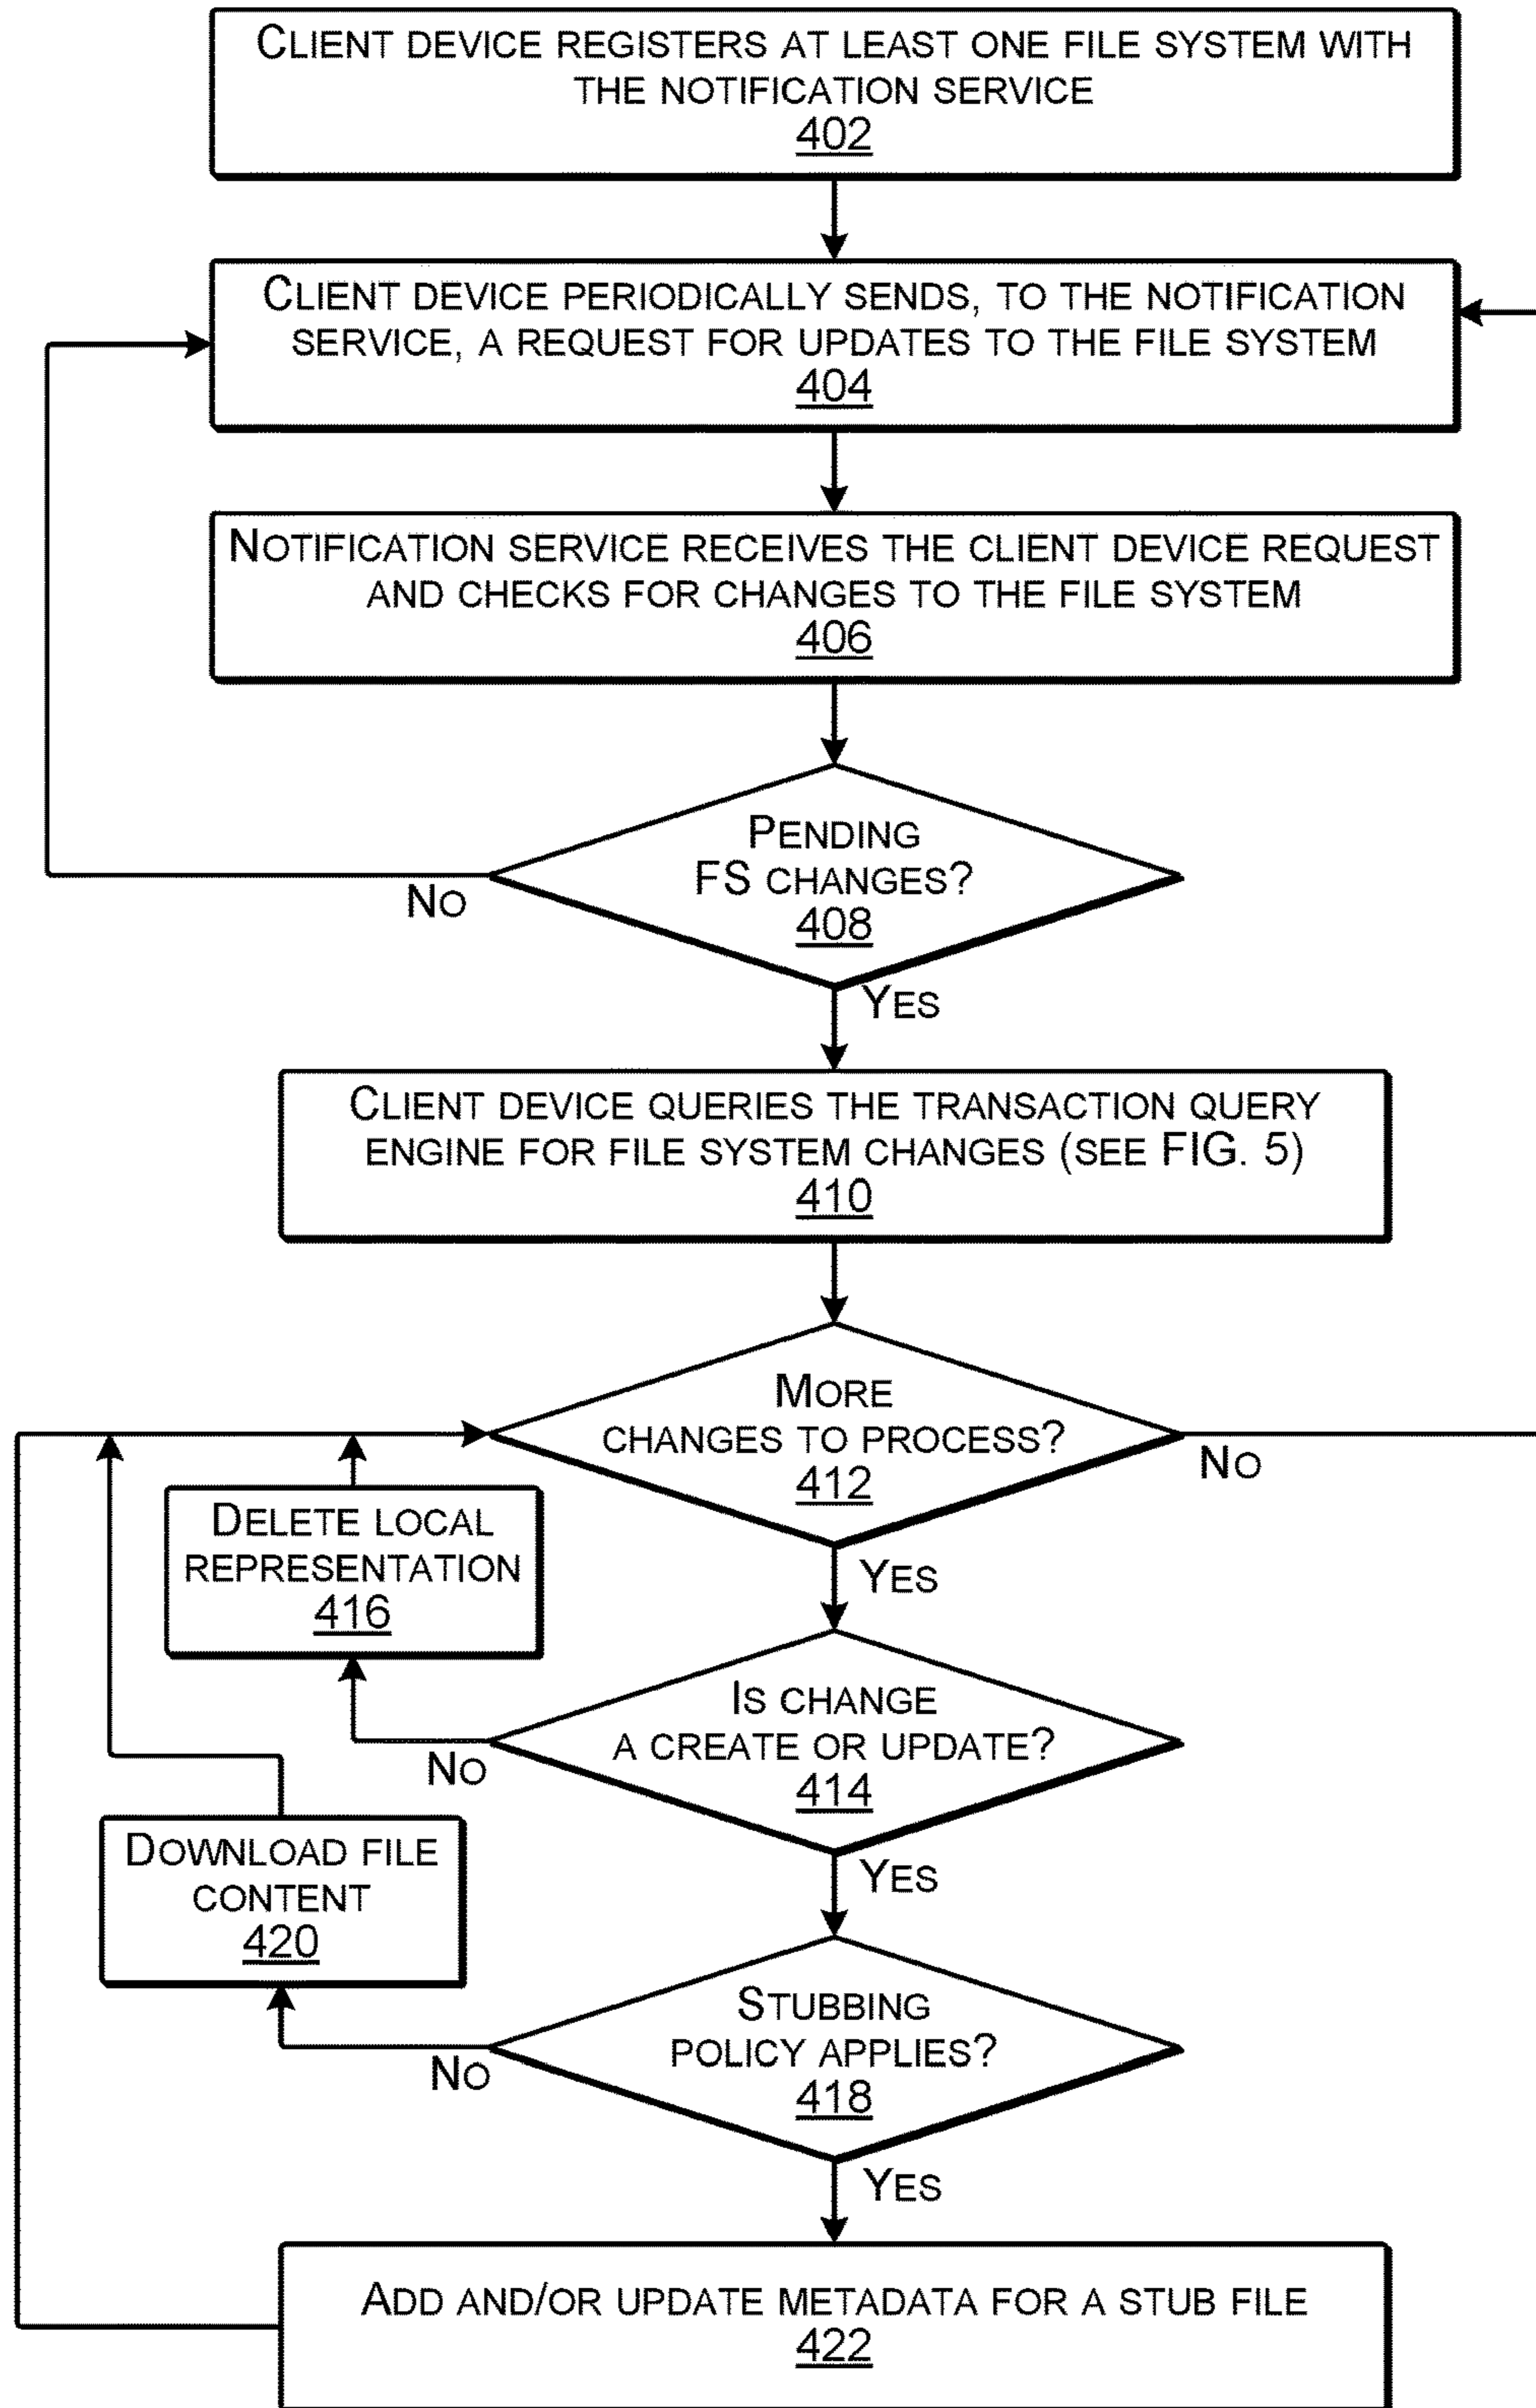 CLIENT DEVICE REGISTERS AT LEAST ONE FILE SYSTEM WITH
THE NOTIFICATION SERVICE
402
CLIENT DEVICE PERIODICALLY SENDS, TO THE NOTIFICATION
SERVICE, A REQUEST FOR UPDATES TO THE FILE SYSTEM
404
NOTIFICATION SERVICE RECEIVES THE CLIENT DEVICE REQUEST
AND CHECKS FOR CHANGES TO THE FILE SYSTEM
406
PENDING
FS CHANGES?
408
NO
YES
CLIENT DEVICE QUERIES THE TRANSACTION QUERY
ENGINE FOR FILE SYSTEM CHANGES (SEE FIG. 5)
410
MORE
CHANGES TO PROCESS?
412
NO
YES
DELETE LOCAL
REPRESENTATION
416
IS CHANGE
A CREATE OR UPDATE?
414
NO
YES
DOWNLOAD FILE
CONTENT
420
STUBBING
POLICY APPLIES?
418
NO
YES
ADD AND/OR UPDATE METADATA FOR A STUB FILE
422